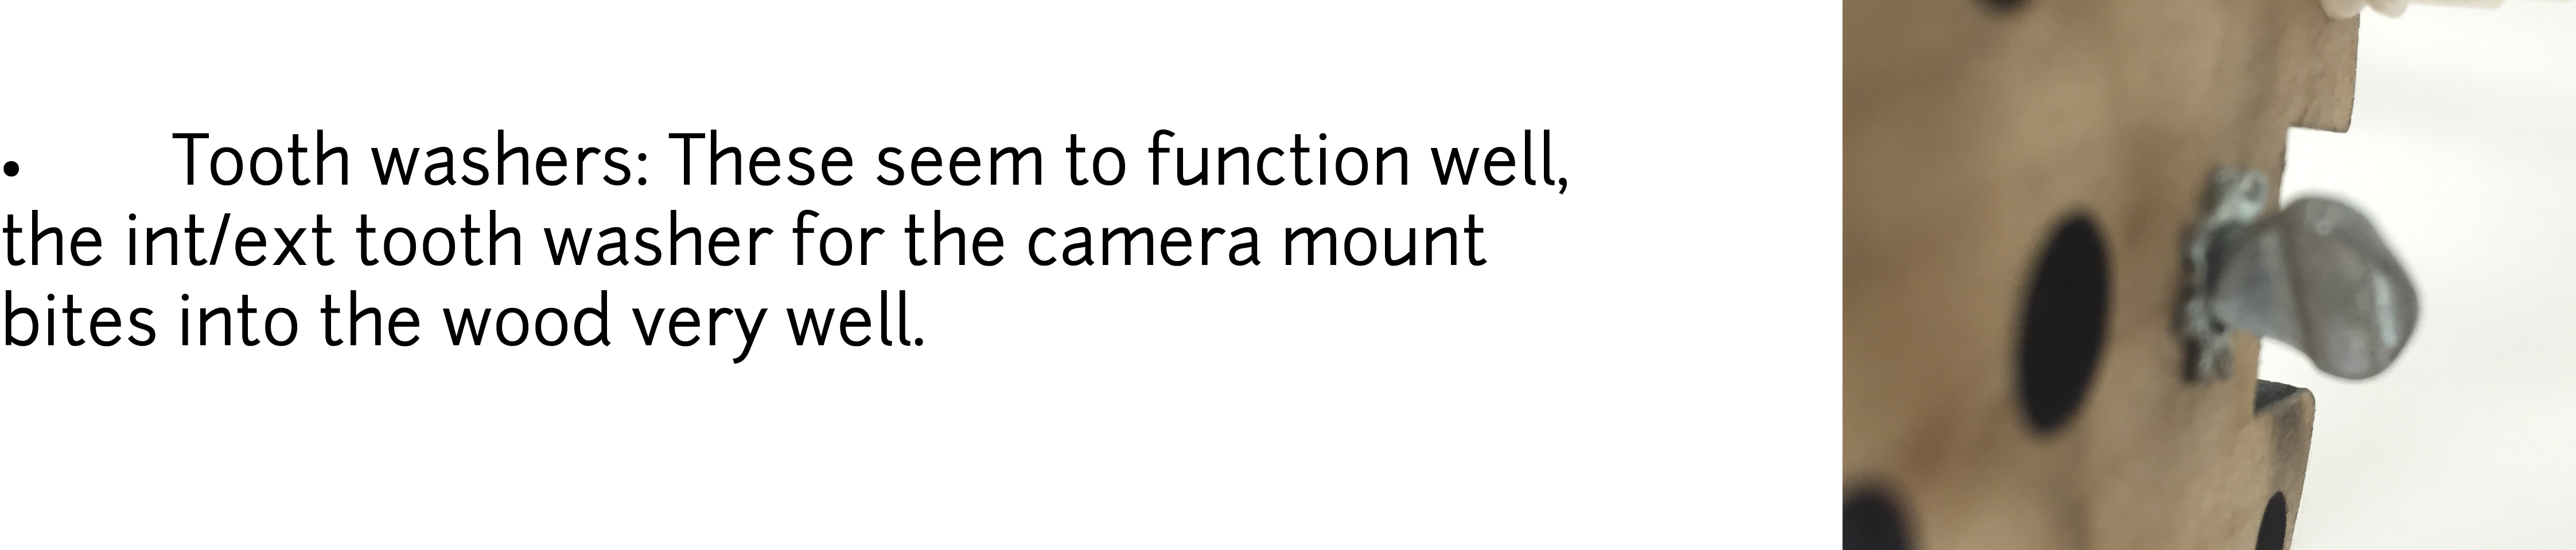 • Tooth washers: These seem to function well,
the int/ext tooth washer for the camera mount
bites into the wood very well.